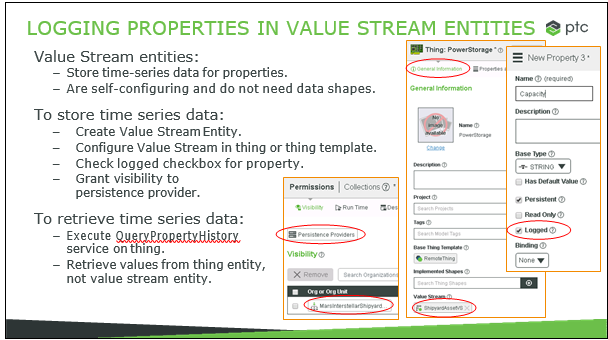 LOGGING PROPERTIES IN VALUE STREAM ENTITIES
ptc
Value Stream entities:
– Store time-series data for properties.
– Are self-configuring and do not need data shapes.
To store time series data:
– Create Value Stream Entity.
– Configure Value Stream in thing or thing template.
– Check logged checkbox for property.
– Grant visibility to
persistence provider.
To retrieve time series data:
– Execute QueryPropertyHistory
service on thing.
– Retrieve values from thing entity,
not value stream entity.
Permissions Collections
Visibility Run Time
Persistence Providers
Visibility
Remove Search Organizations
Org or Org Unit
MarsInterstellarShipyard
Thing: PowerStorage *
General Information Properties
General Information
No image available
Change
Name
PowerStorage
Description
Project
Search Projects
Tags
Search Model Tags
Base Thing Template
RemoteThing
Implemented Shapes
Search Thing Shapes
Value Stream
ShipyardAssetVS
New Property 3 *
Name (required)
Capacity
Description
Base Type
STRING
Has Default Value
Persistent
Read Only
Logged
Binding
None